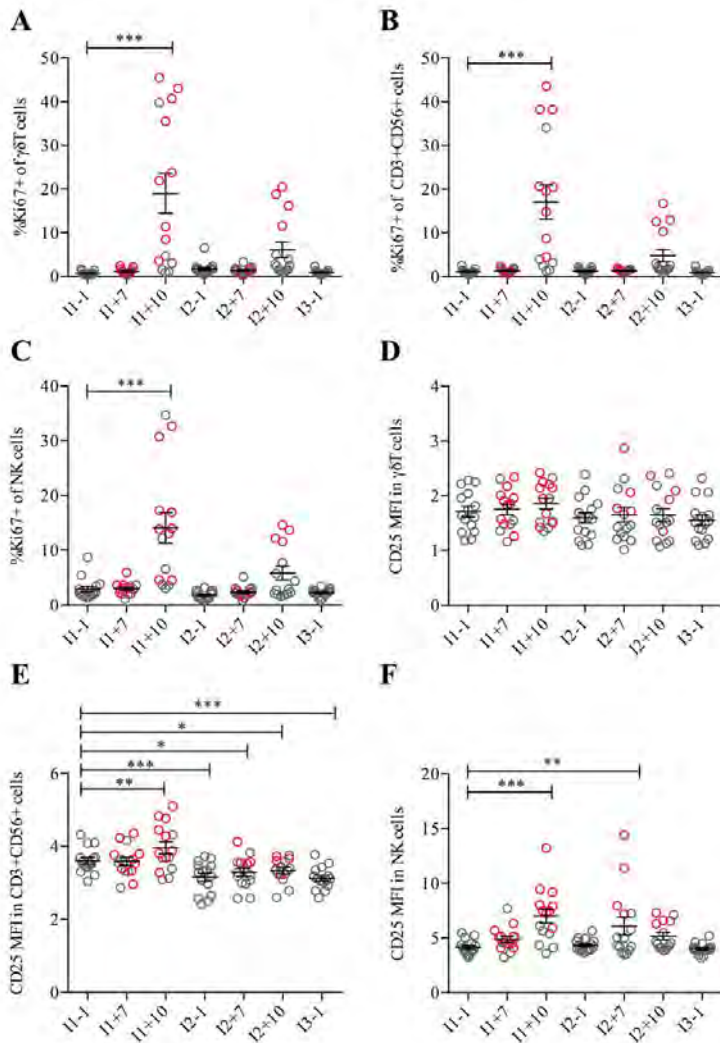 A
***
%Ki67+ of γδT cells
50
40
30
20
10
0
I1-1
I1+7
I1+10
I2-1
I2+7
I2+10
I3-1
B
***
%Ki67+ of CD3+CD56+ cells
50
40
30
20
10
0
I1-1
I1+7
I1+10
I2-1
I2+7
I2+10
I3-1
C
***
%Ki67+ of NK cells
40
30
20
10
0
I1-1
I1+7
I1+10
I2-1
I2+7
I2+10
I3-1
D
CD25 MFI in γδT cells
4
3
2
1
0
I1-1
I1+7
I1+10
I2-1
I2+7
I2+10
I3-1
E
***
*
*
***
**
CD25 MFI in CD3+CD56+ cells
6
4
2
0
I1-1
I1+7
I1+10
I2-1
I2+7
I2+10
I3-1
F
**
***
CD25 MFI in NK cells
20
15
10
5
0
I1-1
I1+7
I1+10
I2-1
I2+7
I2+10
I3-1